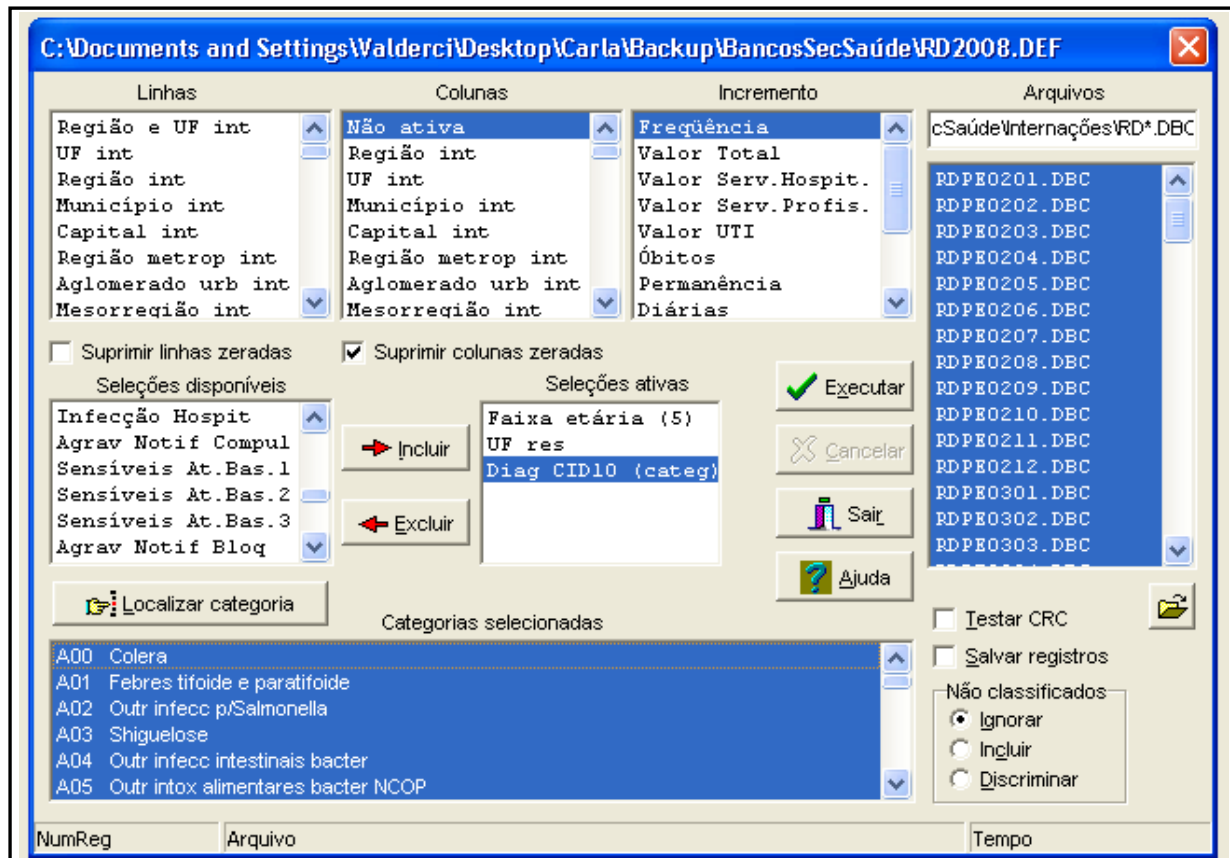 C:\Documents and Settings\Valderci\Desktop\Carla\Backup\BancosSecSaúde\RD2008.DEF
Linhas
Região e UF int
UF int
Região int
Município int
Capital int
Região metrop int
Aglomerado urb int
Mesorregião int
Suprimir linhas zeradas
Colunas
Não ativa
Região int
UF int
Município int
Capital int
Região metrop int
Aglomerado urb int
Mesorregião int
Suprimir colunas zeradas
Incremento
Freqüência
Valor Total
Valor Serv.Hospit.
Valor Serv.Profis.
Valor UTI
Óbitos
Permanência
Diárias
Arquivos
cSaúde\Internações\RD*.DBC
RDPE0201.DBC
RDPE0202.DBC
RDPE0203.DBC
RDPE0204.DBC
RDPE0205.DBC
RDPE0206.DBC
RDPE0207.DBC
RDPE0208.DBC
RDPE0209.DBC
RDPE0210.DBC
RDPE0211.DBC
RDPE0212.DBC
RDPE0301.DBC
RDPE0302.DBC
RDPE0303.DBC
Seleções disponíveis
Infecção Hospit
Agrav Notif Compul
Sensíveis At.Bas.1
Sensíveis At.Bas.2
Sensíveis At.Bas.3
Agrav Notif Bloq
Incluir
Excluir
Seleções ativas
Faixa etária (5)
UF res
Diag CID10 (categ)
Executar
Cancelar
Sair
Ajuda
Localizar categoria
Categorias selecionadas
A00 Colera
A01 Febres tifoide e paratifoide
A02 Outr infecc p/Salmonella
A03 Shiguelose
A04 Outr infecc intestinais bacter
A05 Outr intox alimentares bacter NCOP
Testar CRC
Salvar registros
Não classificados
Ignorar
Incluir
Discriminar
NumReg
Arquivo
Tempo